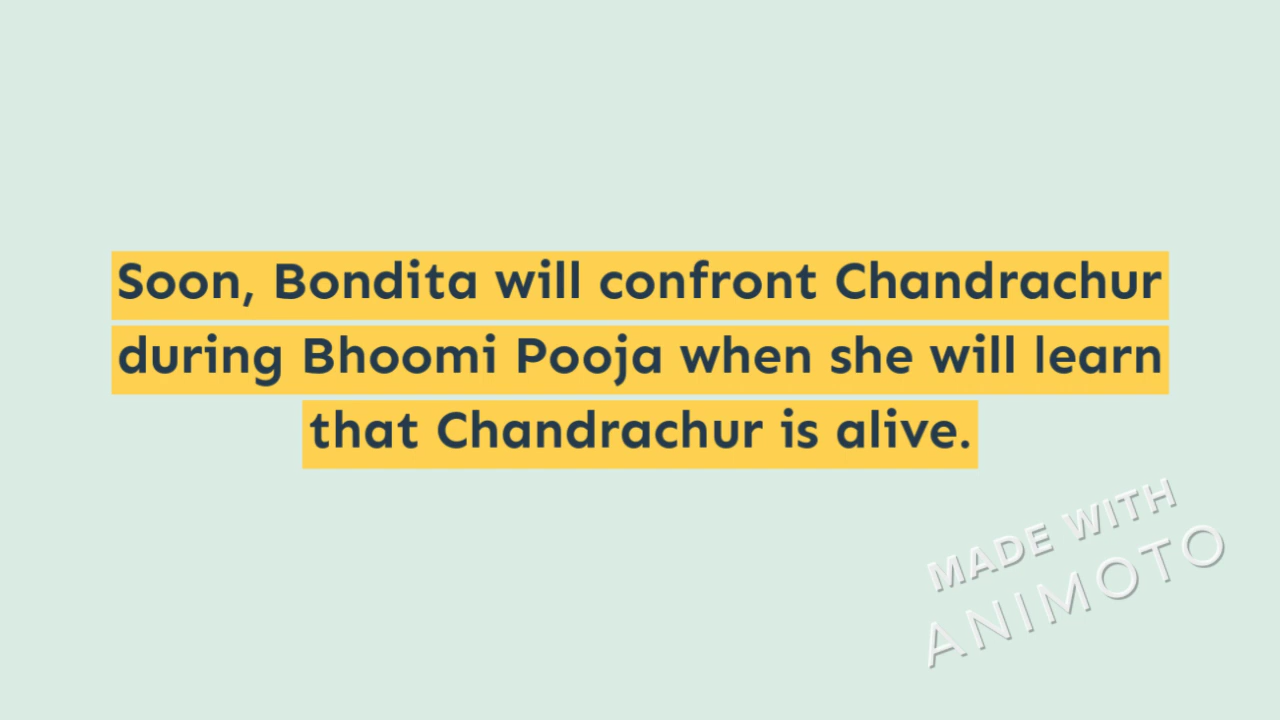 Soon, Bondita will confront Chandrachur
during Bhoomi Pooja when she will learn
that Chandrachur is alive.
MADE WITH
ANIMOTO